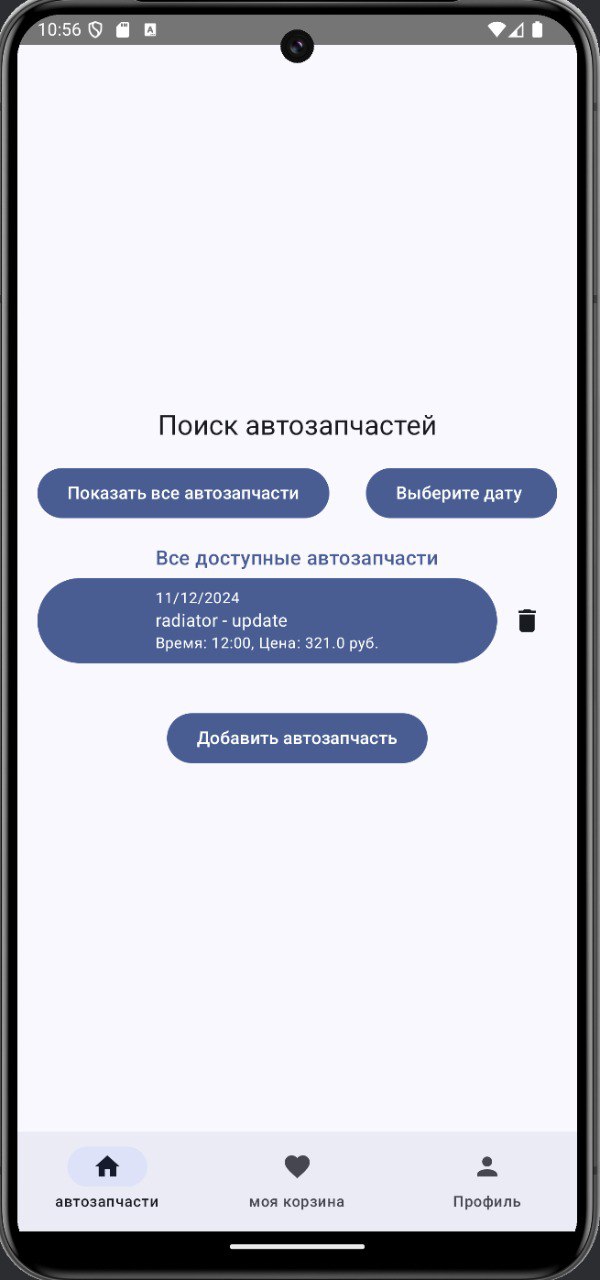 10:56
Поиск автозапчастей
Показать все автозапчасти
Выберите дату
Все доступные автозапчасти
11/12/2024
radiator - update
Время: 12:00, Цена: 321.0 руб.
Добавить автозапчасть
автозапчасти
моя корзина
Профиль